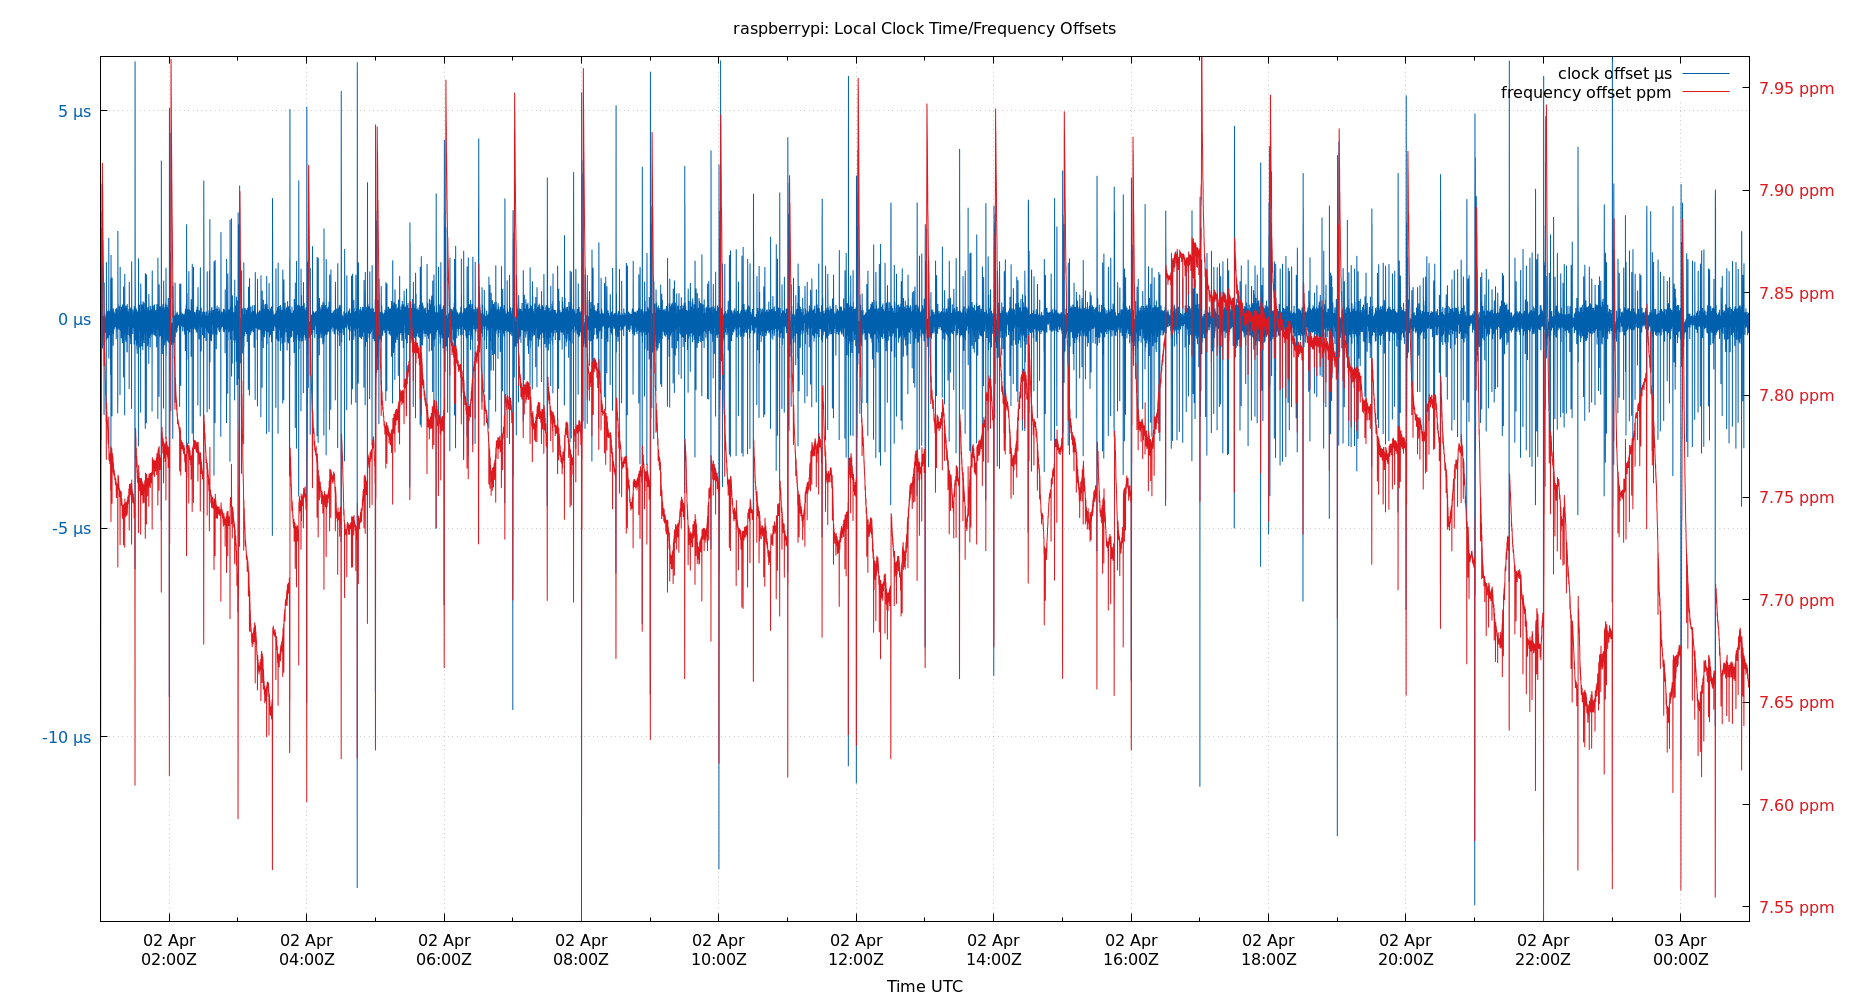 raspberrypi: Local Clock Time/Frequency Offsets
clock offset µs
frequency offset ppm
5 µs
0 µs
-5 µs
-10 µs
7.95 ppm
7.90 ppm
7.85 ppm
7.80 ppm
7.75 ppm
7.70 ppm
7.65 ppm
7.60 ppm
7.55 ppm
02 Apr
02:00Z
02 Apr
04:00Z
02 Apr
06:00Z
02 Apr
08:00Z
02 Apr
10:00Z
02 Apr
12:00Z
02 Apr
14:00Z
02 Apr
16:00Z
02 Apr
18:00Z
02 Apr
20:00Z
02 Apr
22:00Z
03 Apr
00:00Z
Time UTC